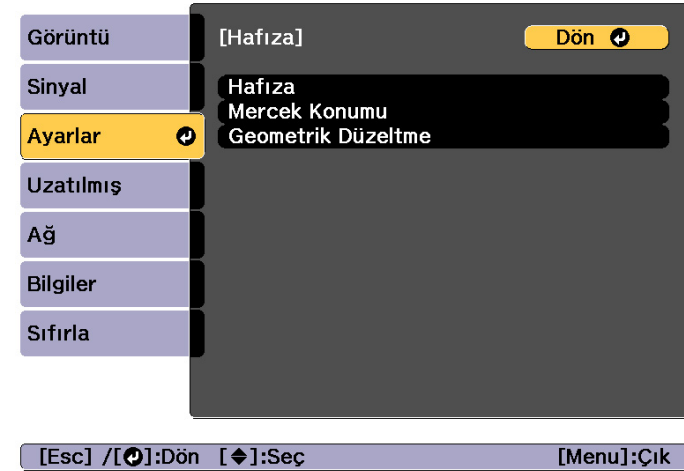 Görüntü
Sinyal
Ayarlar
Uzatılmış
Ağ
Bilgiler
Sıfırla
[Hafıza]
Dön
Hafıza
Mercek Konumu
Geometrik Düzeltme
[Esc] /[⏎]:Dön [◆]:Seç [Menu]:Çık